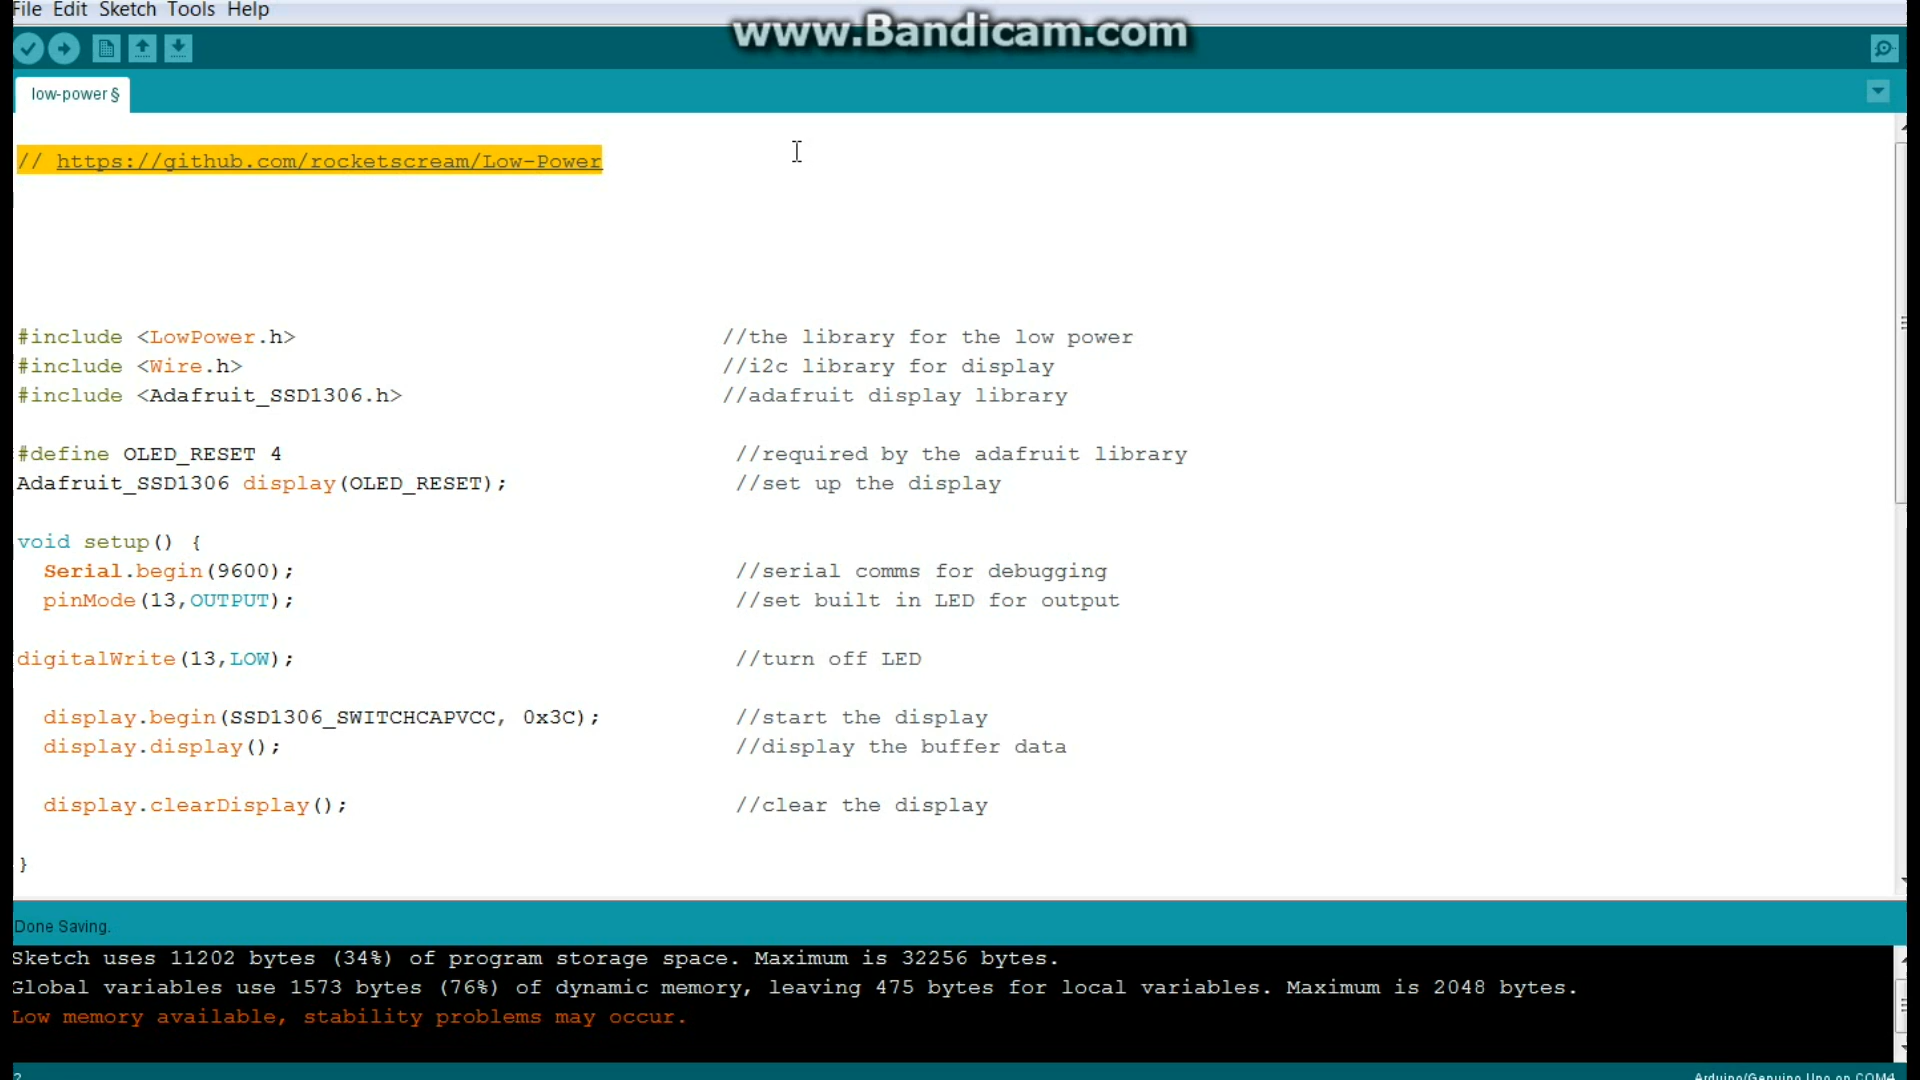 File Edit Sketch Tools Help
www.Bandicam.com
low-power §
// https://github.com/rocketscream/Low-Power
#include <LowPower.h> //the library for the low power
#include <Wire.h> //i2c library for display
#include <Adafruit_SSD1306.h> //adafruit display library
#define OLED_RESET 4 //required by the adafruit library
Adafruit_SSD1306 display(OLED_RESET); //set up the display
void setup() {
Serial.begin(9600); //serial comms for debugging
pinMode(13,OUTPUT); //set built in LED for output
digitalWrite(13,LOW); //turn off LED
display.begin(SSD1306_SWITCHCAPVCC, 0x3C); //start the display
display.display(); //display the buffer data
display.clearDisplay(); //clear the display
}
Done Saving.
Sketch uses 11202 bytes (34%) of program storage space. Maximum is 32256 bytes.
Global variables use 1573 bytes (76%) of dynamic memory, leaving 475 bytes for local variables. Maximum is 2048 bytes.
Low memory available, stability problems may occur.
2 Arduino/Genuino Uno on COM4